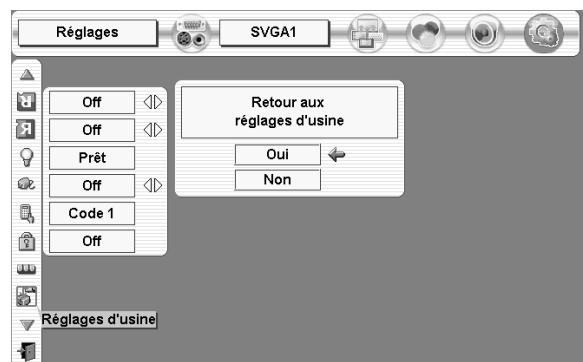 Réglages
SVGA1
Off
Off
Prêt
Off
Code 1
Off
Retour aux
réglages d'usine
Oui
Non
Réglages d'usine